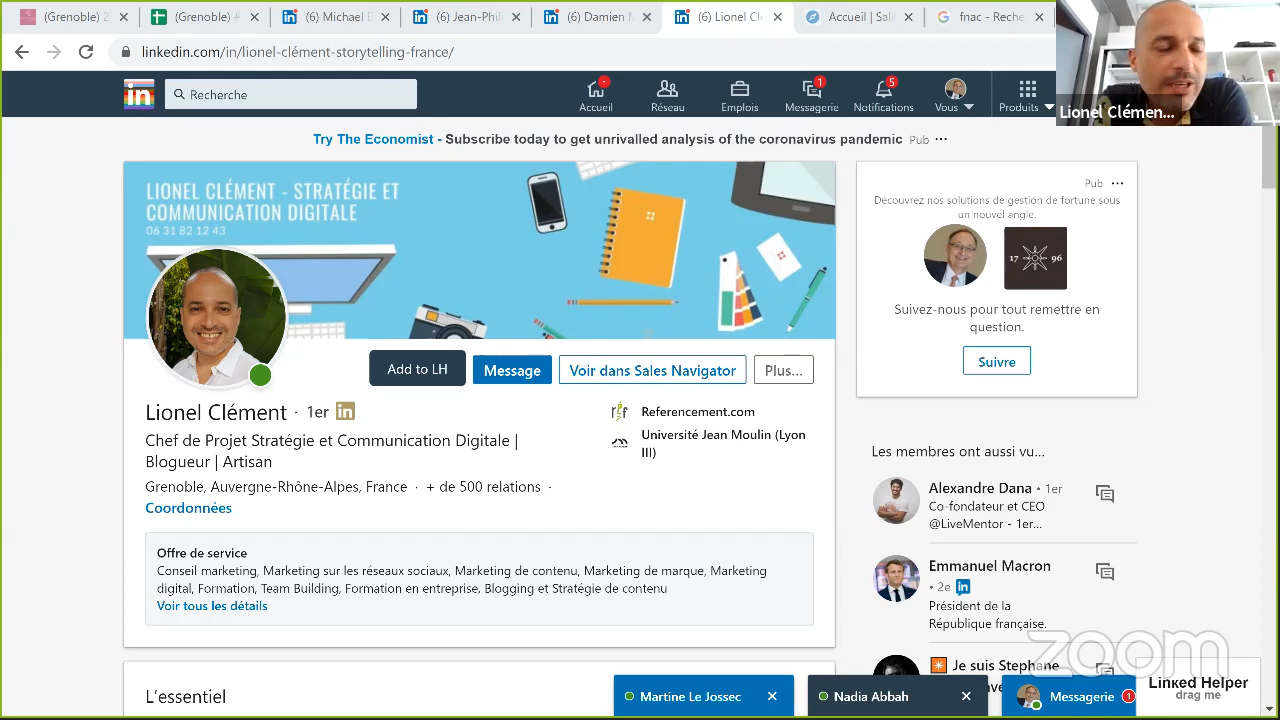 (Grenoble) 2
(Grenoble) #
(6) Michael E
(6) Jean-Phil
(6) Damien M
(6) Lionel Cl
Accueil | Sale
fnac - Reche
linkedin.com/in/lionel-clément-storytelling-france/
Lionel Clémen...
in
Recherche
Accueil
Réseau
Emplois
1
Messagerie
5
Notifications
Vous
Produits
Try The Economist - Subscribe today to get unrivalled analysis of the coronavirus pandemic Pub ...
LIONEL CLÉMENT - STRATÉGIE ET
COMMUNICATION DIGITALE
06 31 82 12 43
Add to LH
Message
Voir dans Sales Navigator
Plus...
Lionel Clément · 1er in
Chef de Projet Stratégie et Communication Digitale |
Blogueur | Artisan
Grenoble, Auvergne-Rhône-Alpes, France · + de 500 relations ·
Coordonnées
Referencement.com
Université Jean Moulin (Lyon
III)
Offre de service
Conseil marketing, Marketing sur les réseaux sociaux, Marketing de contenu, Marketing de marque, Marketing
digital, Formation, Team Building, Formation en entreprise, Blogging et Stratégie de contenu
Voir tous les détails
L'essentiel
Pub ...
Découvrez nos solutions de gestion de fortune sous
un nouvel angle.
17 96
Suivez-nous pour tout remettre en
question.
Suivre
Les membres ont aussi vu...
Alexandre Dana • 1er
Co-fondateur et CEO
@LiveMentor - 1er...
Emmanuel Macron
• 2e in
Président de la
République française.
Je suis Stephane
zoom
Martine Le Jossec
Nadia Abbah
Messagerie 1
Linked Helper
drag me